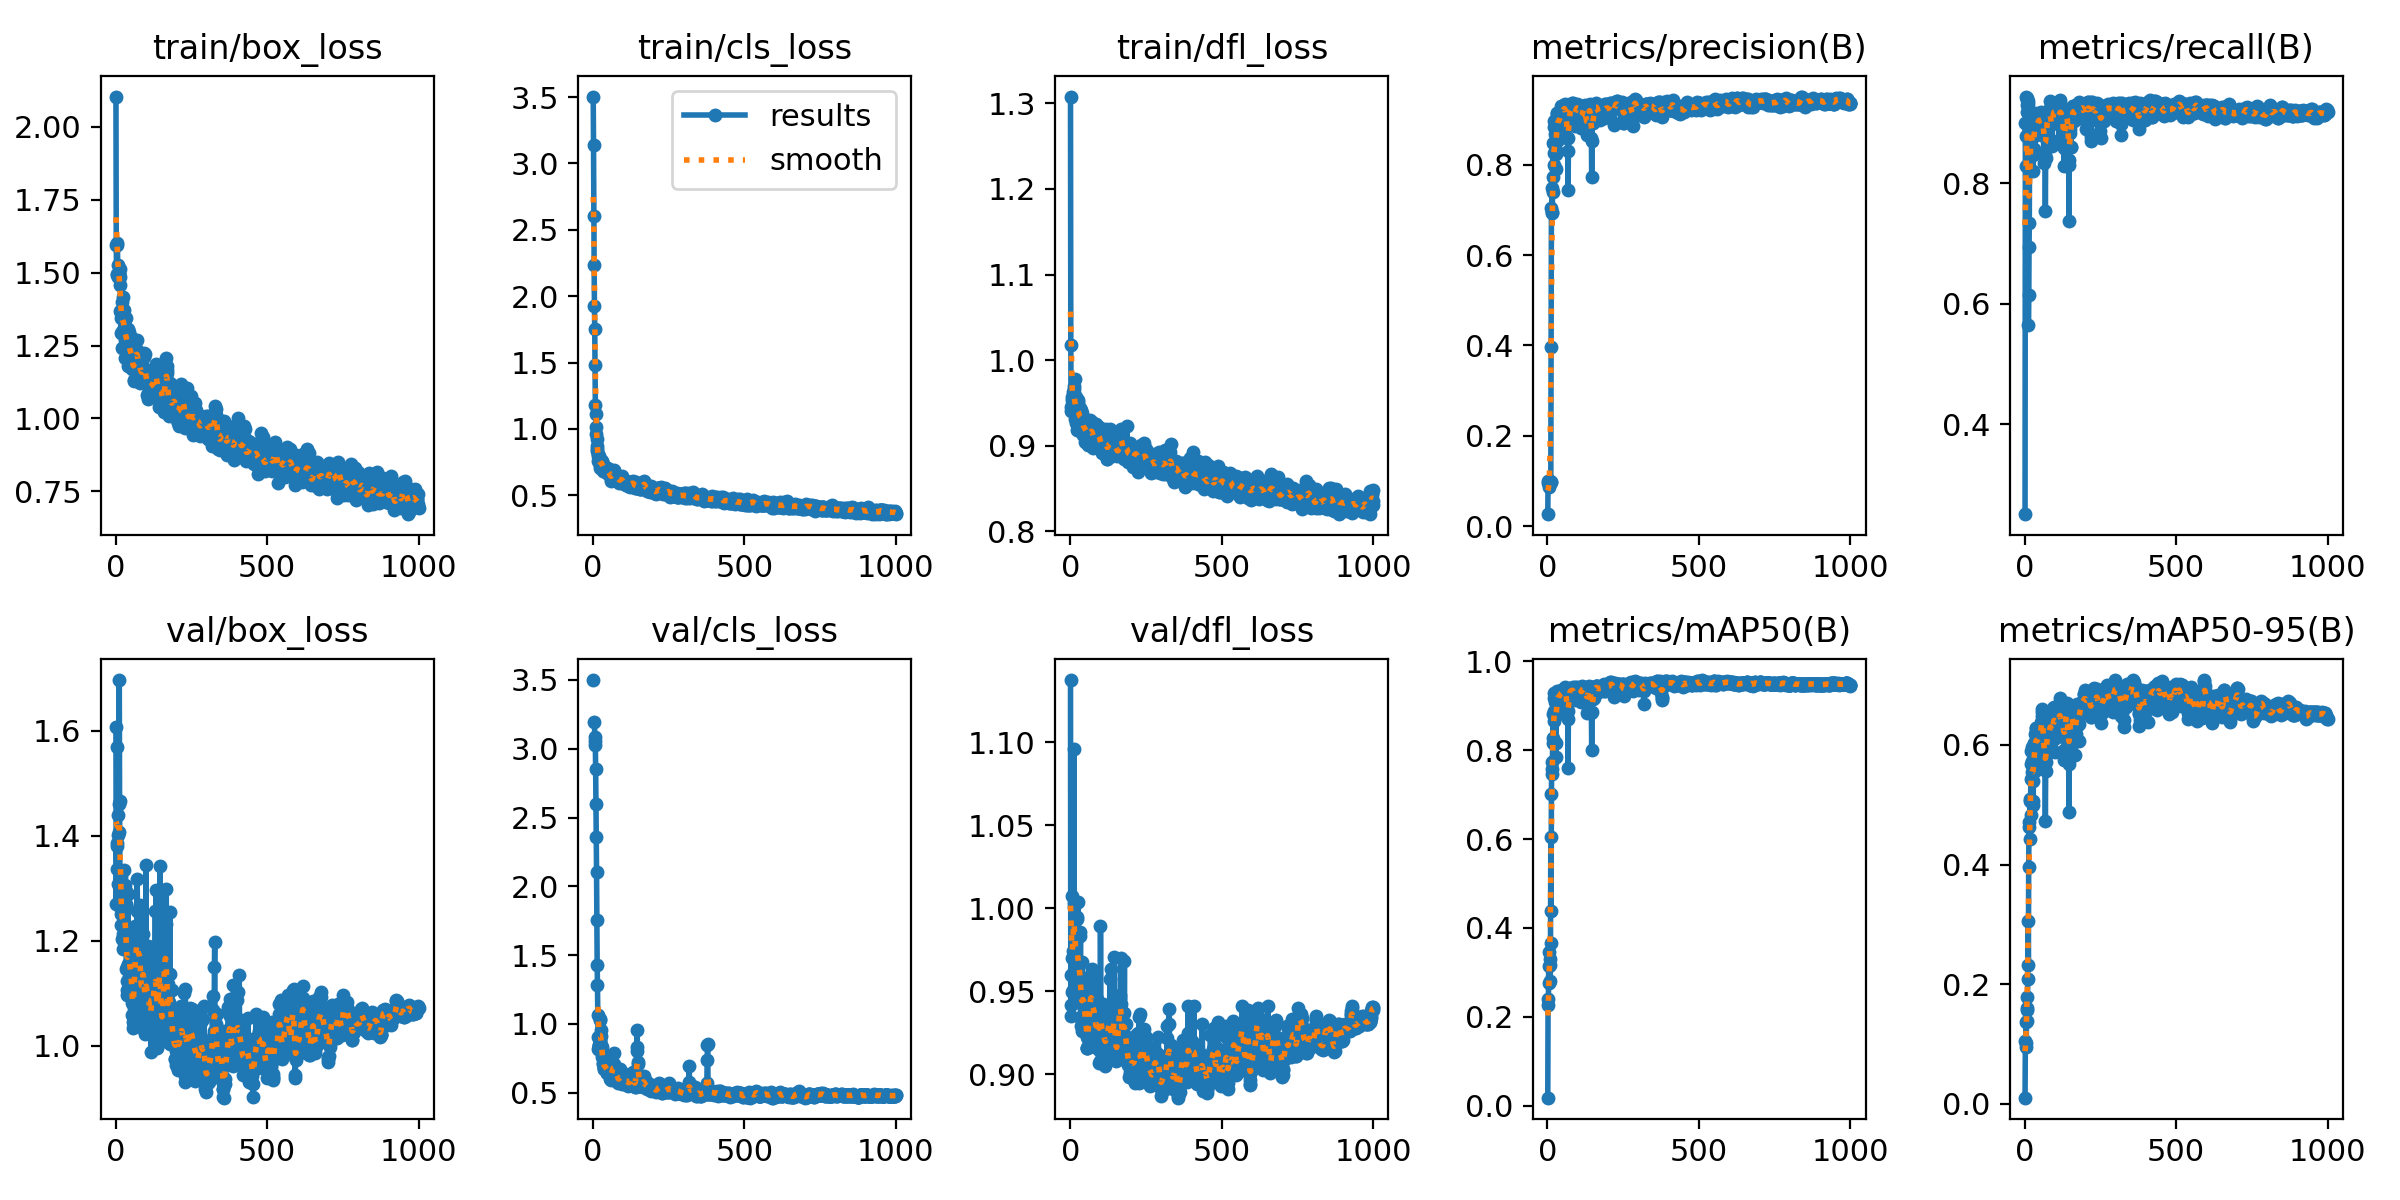 train/box_loss
2.00
1.75
1.50
1.25
1.00
0.75
0 500 1000
train/cls_loss
results
smooth
3.5
3.0
2.5
2.0
1.5
1.0
0.5
0 500 1000
train/dfl_loss
1.3
1.2
1.1
1.0
0.9
0.8
0 500 1000
metrics/precision(B)
0.8
0.6
0.4
0.2
0.0
0 500 1000
metrics/recall(B)
0.8
0.6
0.4
0 500 1000
val/box_loss
1.6
1.4
1.2
1.0
0 500 1000
val/cls_loss
3.5
3.0
2.5
2.0
1.5
1.0
0.5
0 500 1000
val/dfl_loss
1.10
1.05
1.00
0.95
0.90
0 500 1000
metrics/mAP50(B)
1.0
0.8
0.6
0.4
0.2
0.0
0 500 1000
metrics/mAP50-95(B)
0.6
0.4
0.2
0.0
0 500 1000